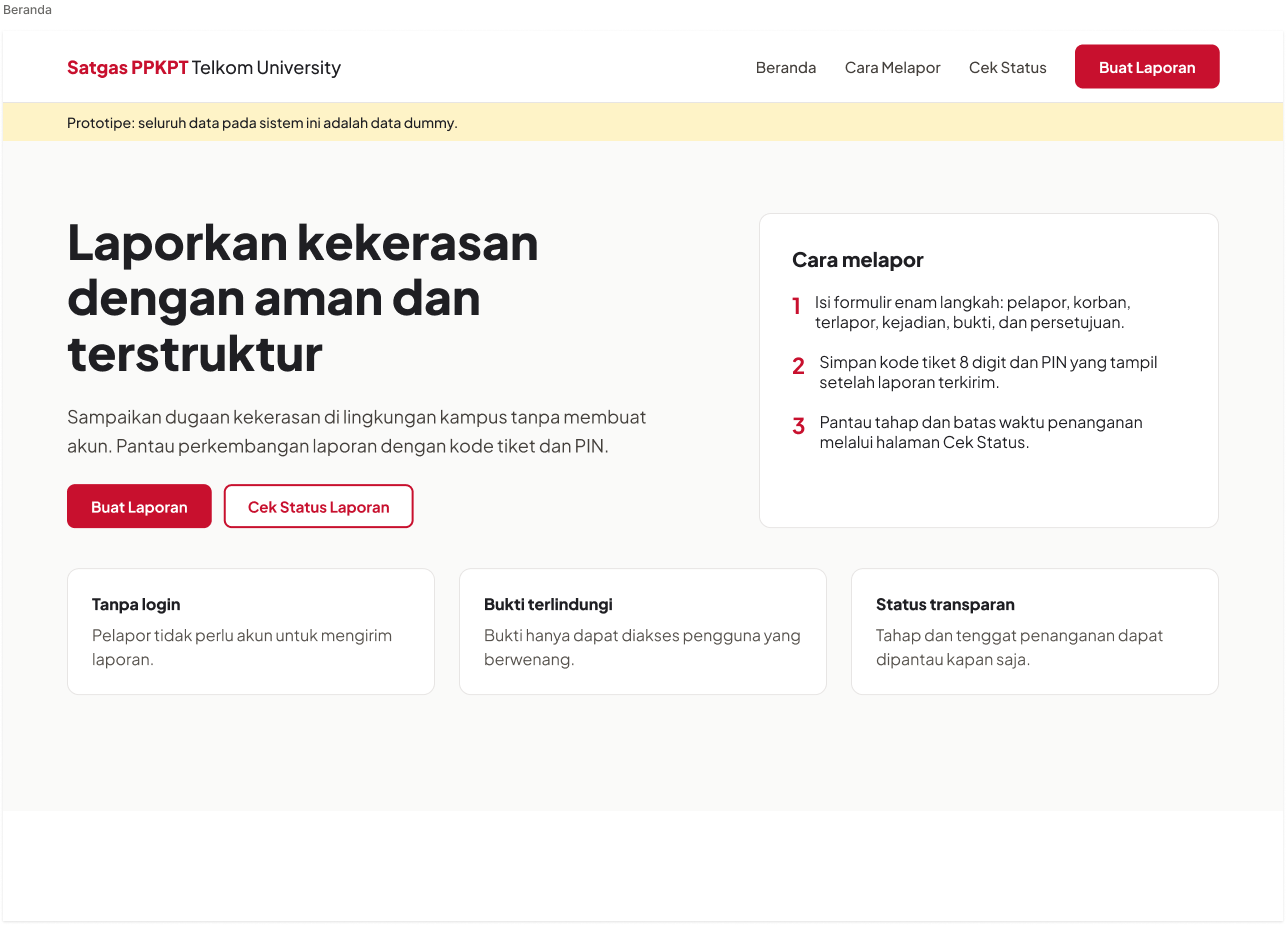 Beranda
Satgas PPKPT Telkom University
Beranda
Cara Melapor
Cek Status
Buat Laporan
Prototipe: seluruh data pada sistem ini adalah data dummy.
Laporkan kekerasan
dengan aman dan
terstruktur
Sampaikan dugaan kekerasan di lingkungan kampus tanpa membuat
akun. Pantau perkembangan laporan dengan kode tiket dan PIN.
Buat Laporan
Cek Status Laporan
Cara melapor
1 Isi formulir enam langkah: pelapor, korban,
terlapor, kejadian, bukti, dan persetujuan.
2 Simpan kode tiket 8 digit dan PIN yang tampil
setelah laporan terkirim.
3 Pantau tahap dan batas waktu penanganan
melalui halaman Cek Status.
Tanpa login
Pelapor tidak perlu akun untuk mengirim
laporan.
Bukti terlindungi
Bukti hanya dapat diakses pengguna yang
berwenang.
Status transparan
Tahap dan tenggat penanganan dapat
dipantau kapan saja.